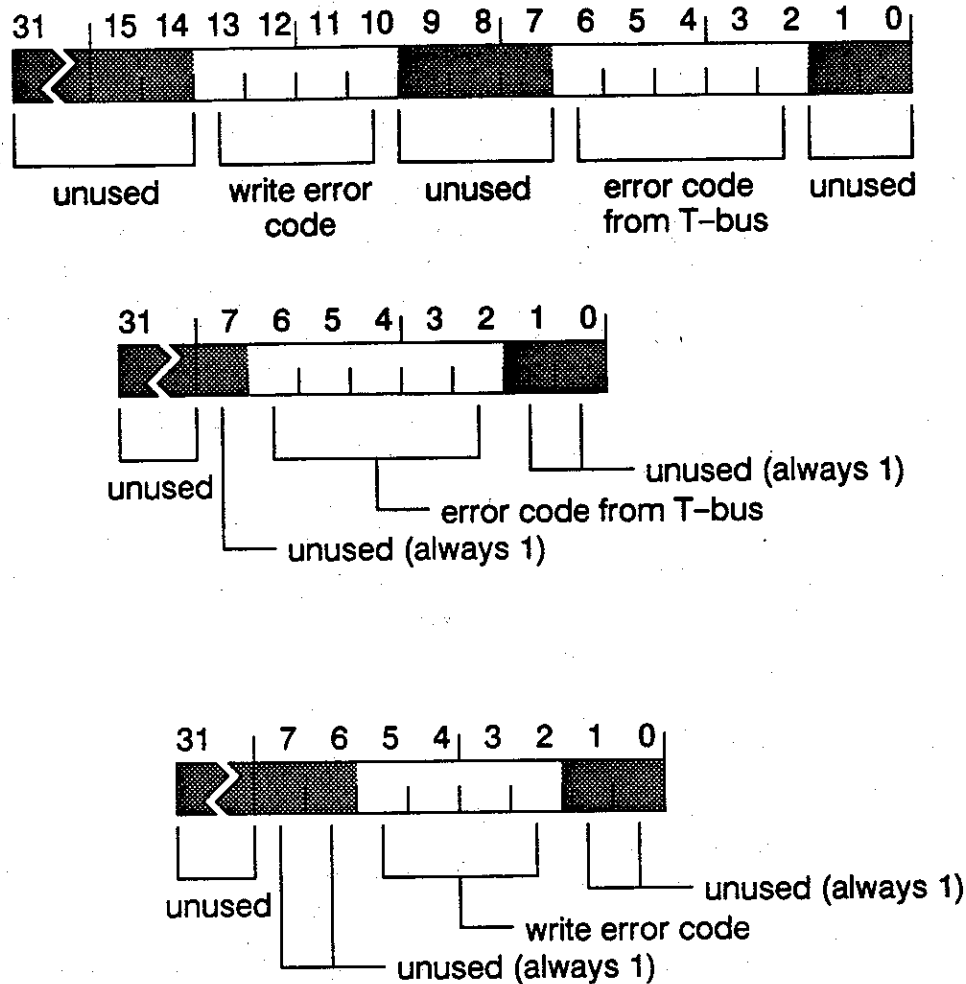 31 15 14 13 12 11 10 9 8 7 6 5 4 3 2 1 0
unused write error unused error code unused
code from T–bus
31 7 6 5 4 3 2 1 0
unused (always 1)
unused
error code from T–bus
unused (always 1)
31 7 6 5 4 3 2 1 0
unused (always 1)
unused
write error code
unused (always 1)